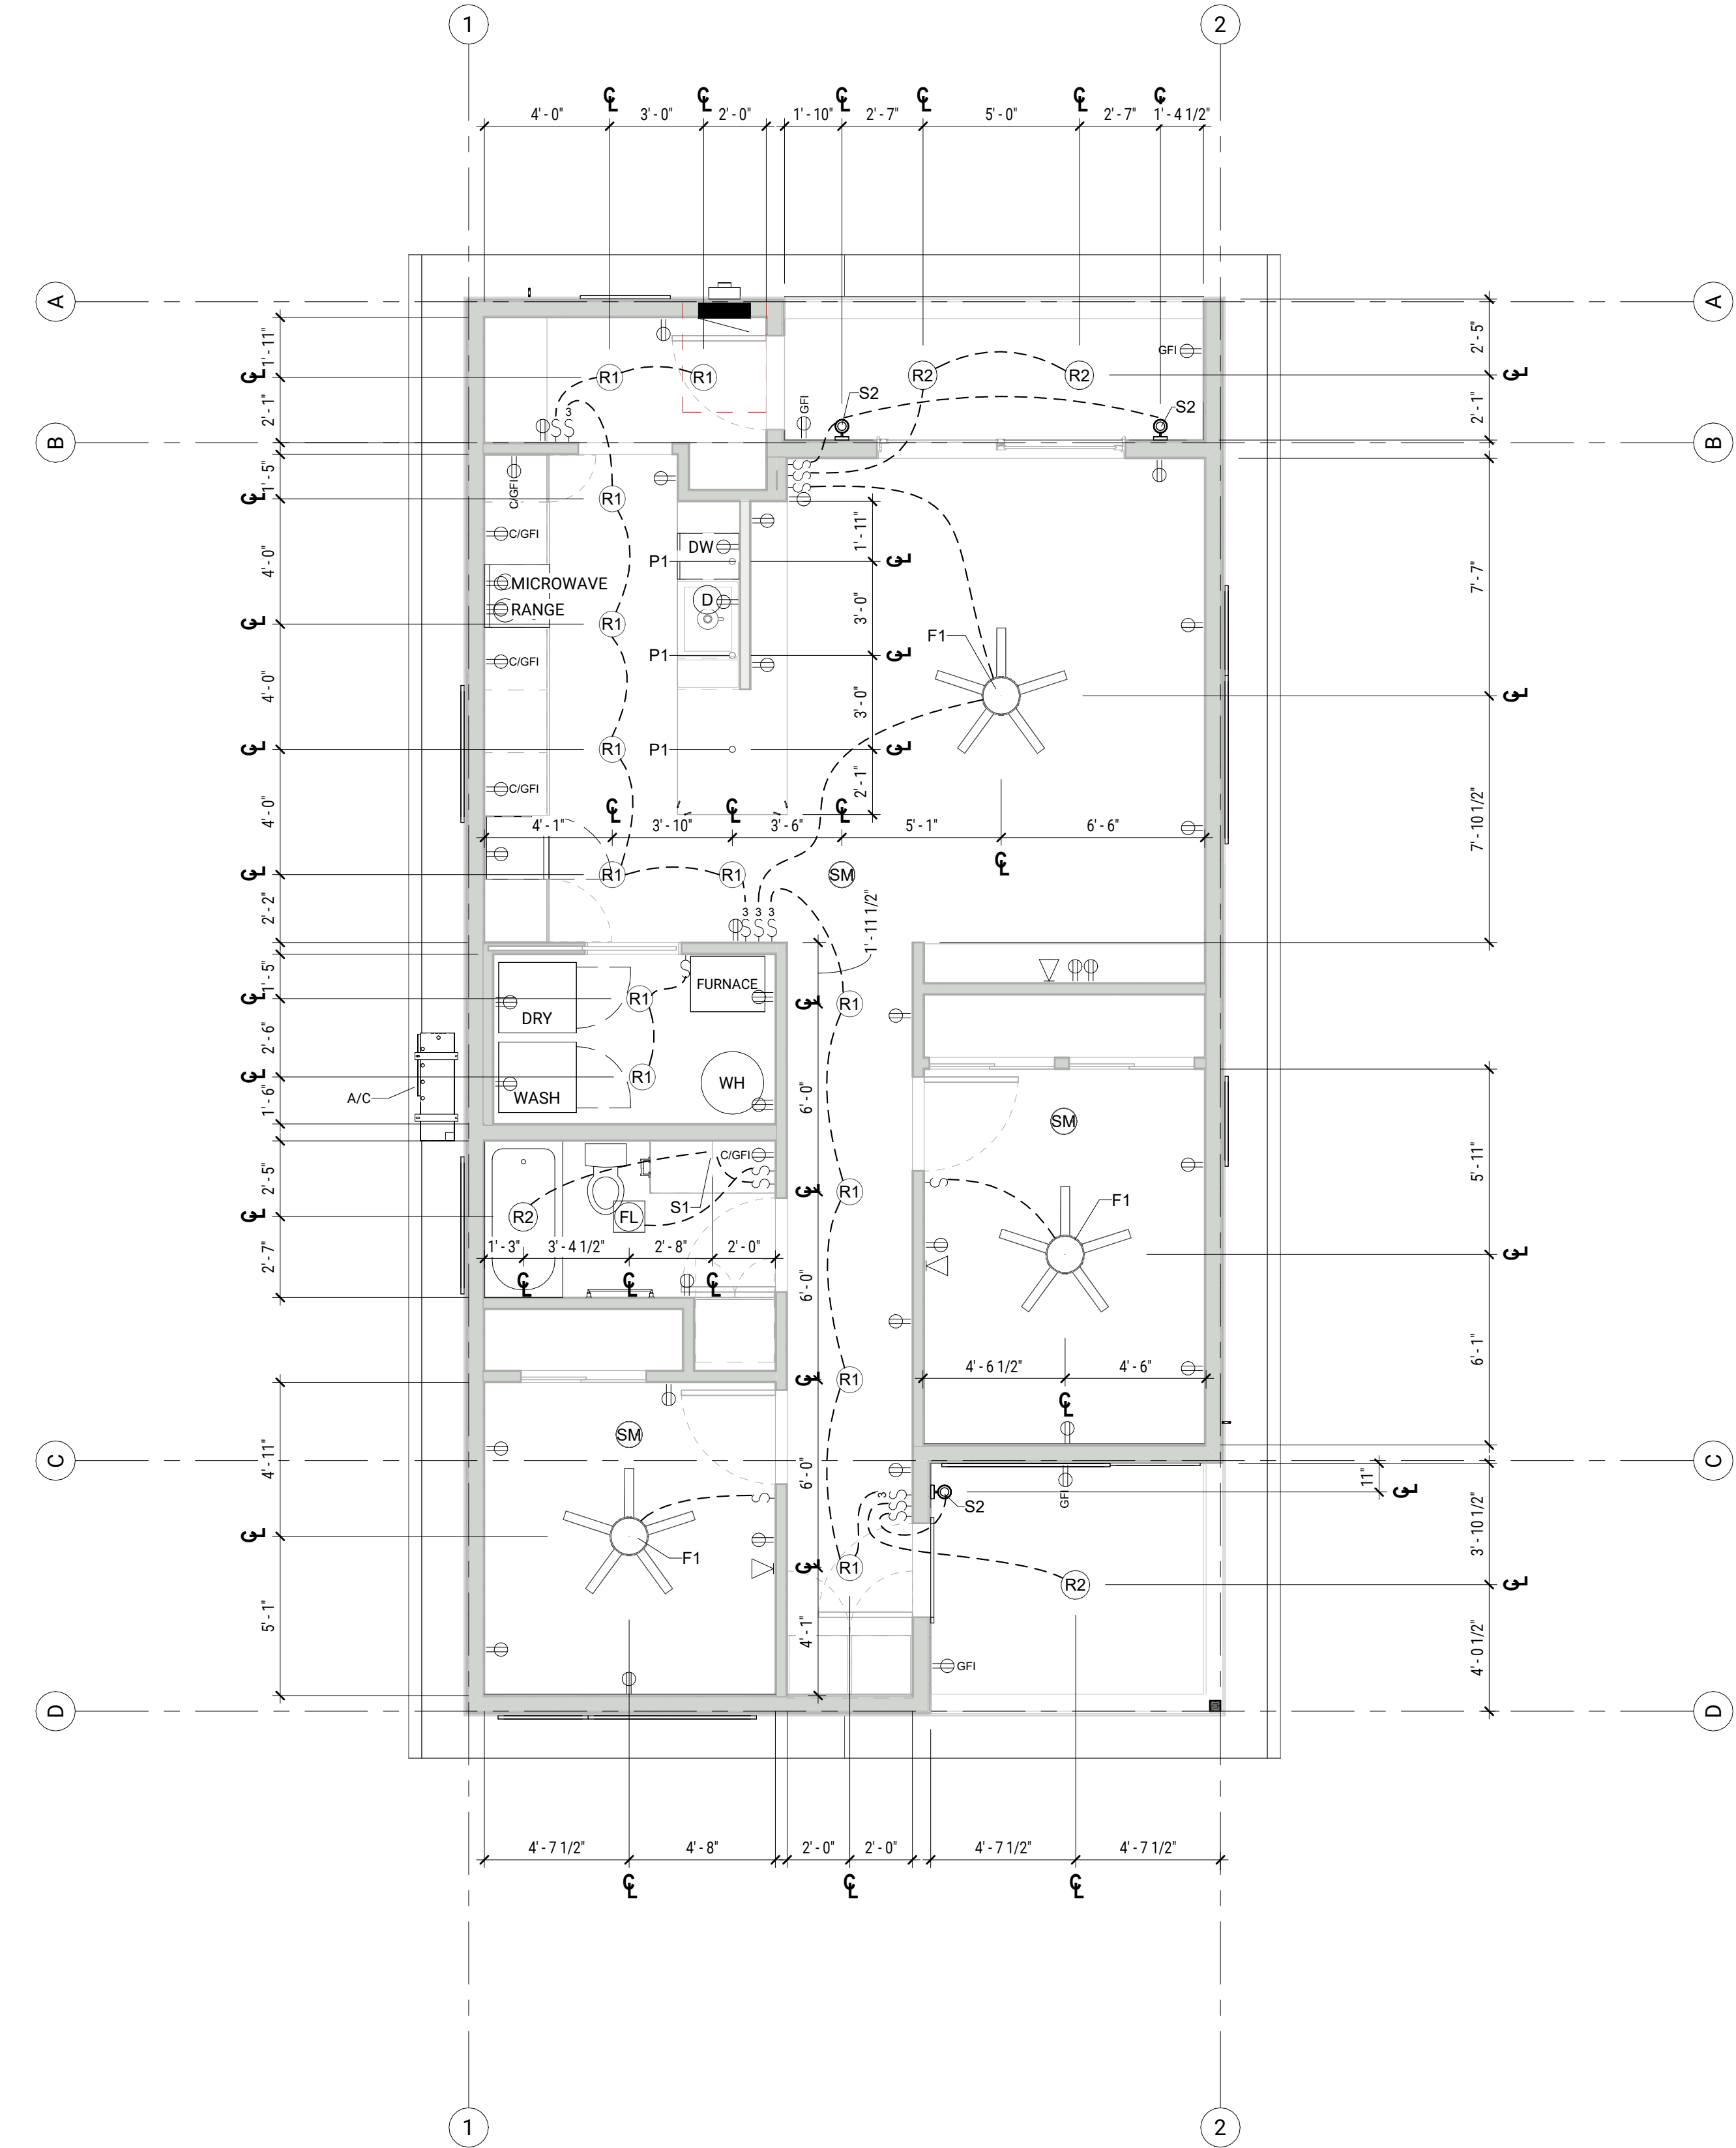 1 2
4' - 0" 3' - 0" 2' - 0" 1' - 10" 2' - 7" 5' - 0" 2' - 7" 1' - 4 1/2"
℄ ℄ ℄ ℄ ℄ ℄
A A
1' - 11" 2' - 5"
GFI
℄ R1 R1 R2 R2 ℄
S2 S2
3 GFI
2' - 1" 2' - 1"
B B
1' - 5"
C/GFI
℄ R1
C/GFI
1' - 11"
4' - 0" DW
P1 ℄
7' - 7"
MICROWAVE
RANGE D
3' - 0"
℄ R1
F1
C/GFI P1 ℄
4' - 0" 3' - 0"
℄
℄ R1 P1 ℄
C/GFI 2' - 1"
4' - 0" ℄ ℄ ℄ 7' - 10 1/2"
4' - 1" 3' - 10" 3' - 6" 5' - 1" 6' - 6"
℄
℄ R1 R1 SM
2' - 2" 3 3 3 1' - 11 1/2"
1' - 5" FURNACE
℄ R1 ℄ R1
DRY
2' - 6"
℄ R1 WH
A/C 1' - 6" WASH 6' - 0"
SM
C/GFI 5' - 11"
2' - 5" ℄ R1
S1 F1
℄ R2 FL
1' - 3" 3' - 4 1/2" 2' - 8" 2' - 0"
2' - 7" ℄ ℄ ℄ 6' - 0" ℄
4' - 6 1/2" 4' - 6" 6' - 1"
℄ R1 ℄
SM
4' - 11"
C C
6' - 0" 11"
3 GFI S2 ℄
℄ 3' - 10 1/2"
F1 ℄ R1 R2 ℄
5' - 1" 4' - 1" GFI 4' - 0 1/2"
D D
4' - 7 1/2" 4' - 8" 2' - 0" 2' - 0" 4' - 7 1/2" 4' - 7 1/2"
℄ ℄ ℄
1 2